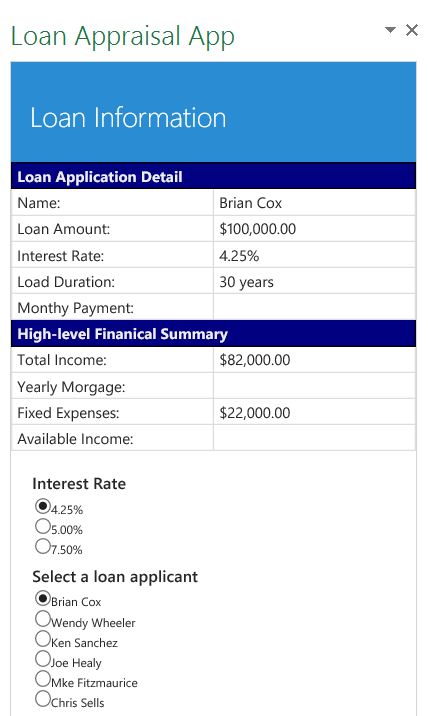 Loan Appraisal App
Loan Information
Loan Application Detail
Name: Brian Cox
Loan Amount: $100,000.00
Interest Rate: 4.25%
Load Duration: 30 years
Monthy Payment:
High-level Finanical Summary
Total Income: $82,000.00
Yearly Morgage:
Fixed Expenses: $22,000.00
Available Income:
Interest Rate
4.25%
5.00%
7.50%
Select a loan applicant
Brian Cox
Wendy Wheeler
Ken Sanchez
Joe Healy
Mke Fitzmaurice
Chris Sells